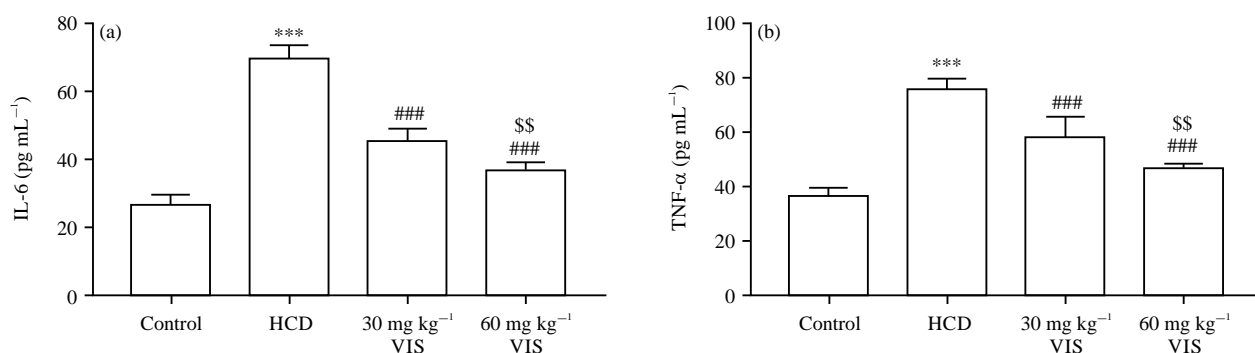 (a)
80
60
40
20
0
IL-6 (pg mL⁻¹)
***
###
$$
###
Control
HCD
30 mg kg⁻¹
VIS
60 mg kg⁻¹
VIS
(b)
100
80
60
40
20
0
TNF-α (pg mL⁻¹)
***
###
$$
###
Control
HCD
30 mg kg⁻¹
VIS
60 mg kg⁻¹
VIS